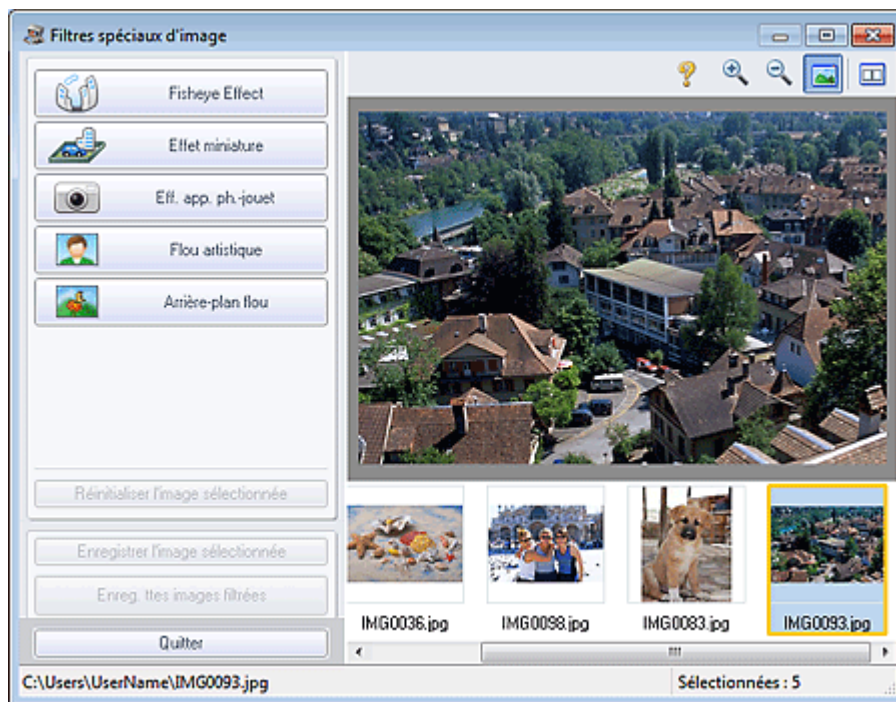 Filtres spéciaux d'image
Fisheye Effect
Effet miniature
Eff. app. ph.-jouet
Flou artistique
Arrière-plan flou
Réinitialiser l'image sélectionnée
Enregistrer l'image sélectionnée
Enreg. ttes images filtrées
Quitter
IMG0036.jpg
IMG0098.jpg
IMG0083.jpg
IMG0093.jpg
C:\Users\UserName\IMG0093.jpg
Sélectionnées : 5